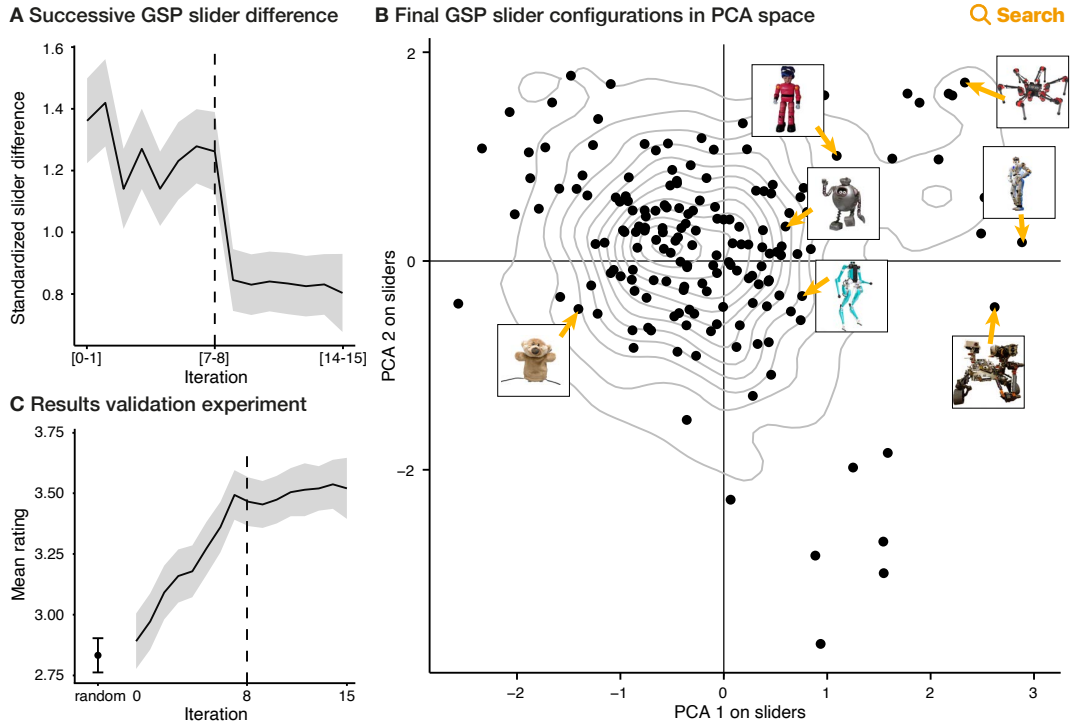 A Successive GSP slider difference
1.6
1.4
1.2
1.0
0.8
Standardized slider difference
[0-1]
[7-8]
[14-15]
Iteration
B Final GSP slider configurations in PCA space
Search
2
0
−2
PCA 2 on sliders
−2
−1
0
1
2
3
PCA 1 on sliders
C Results validation experiment
3.75
3.50
3.25
3.00
2.75
Mean rating
random
0
8
15
Iteration